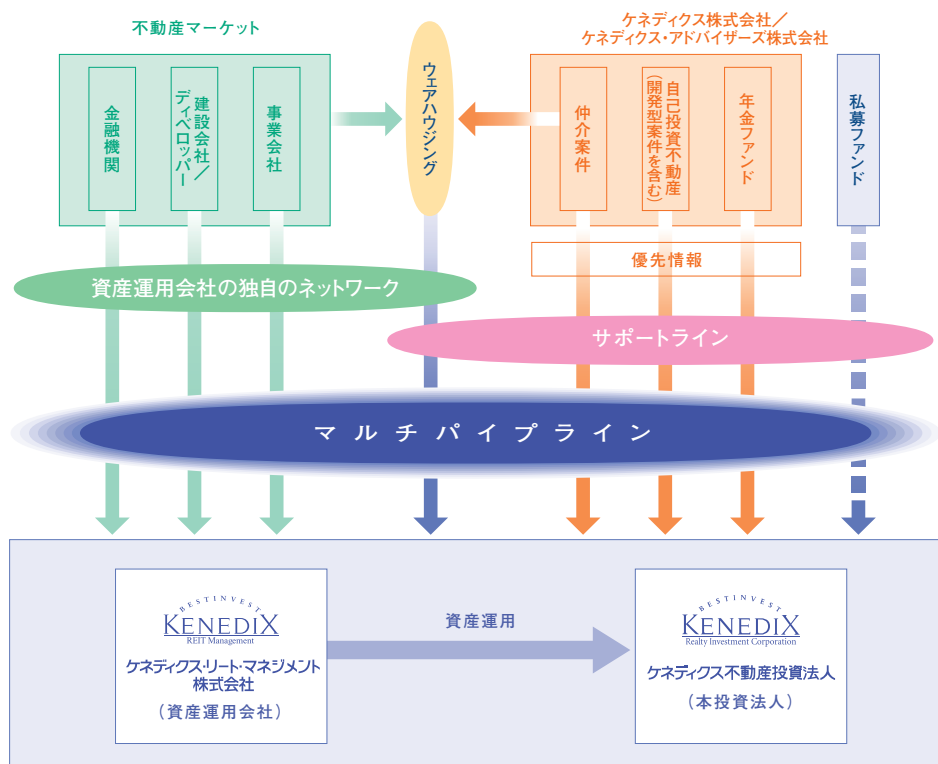 不動産マーケット
ケネディクス株式会社/
ケネディクス・アドバイザーズ株式会社
金融機関
建設会社/
ディベロッパー
事業会社
ウェアハウジング
仲介案件
自己投資不動産
(開発型案件を含む)
年金ファンド
私募ファンド
優先情報
資産運用会社の独自のネットワーク
サポートライン
マルチパイプライン
BESTINVEST
KENEDIX
REIT Management
ケネディクス・リート・マネジメント
株式会社
(資産運用会社)
資産運用
BESTINVEST
KENEDIX
Realty Investment Corporation
ケネディクス不動産投資法人
(本投資法人)